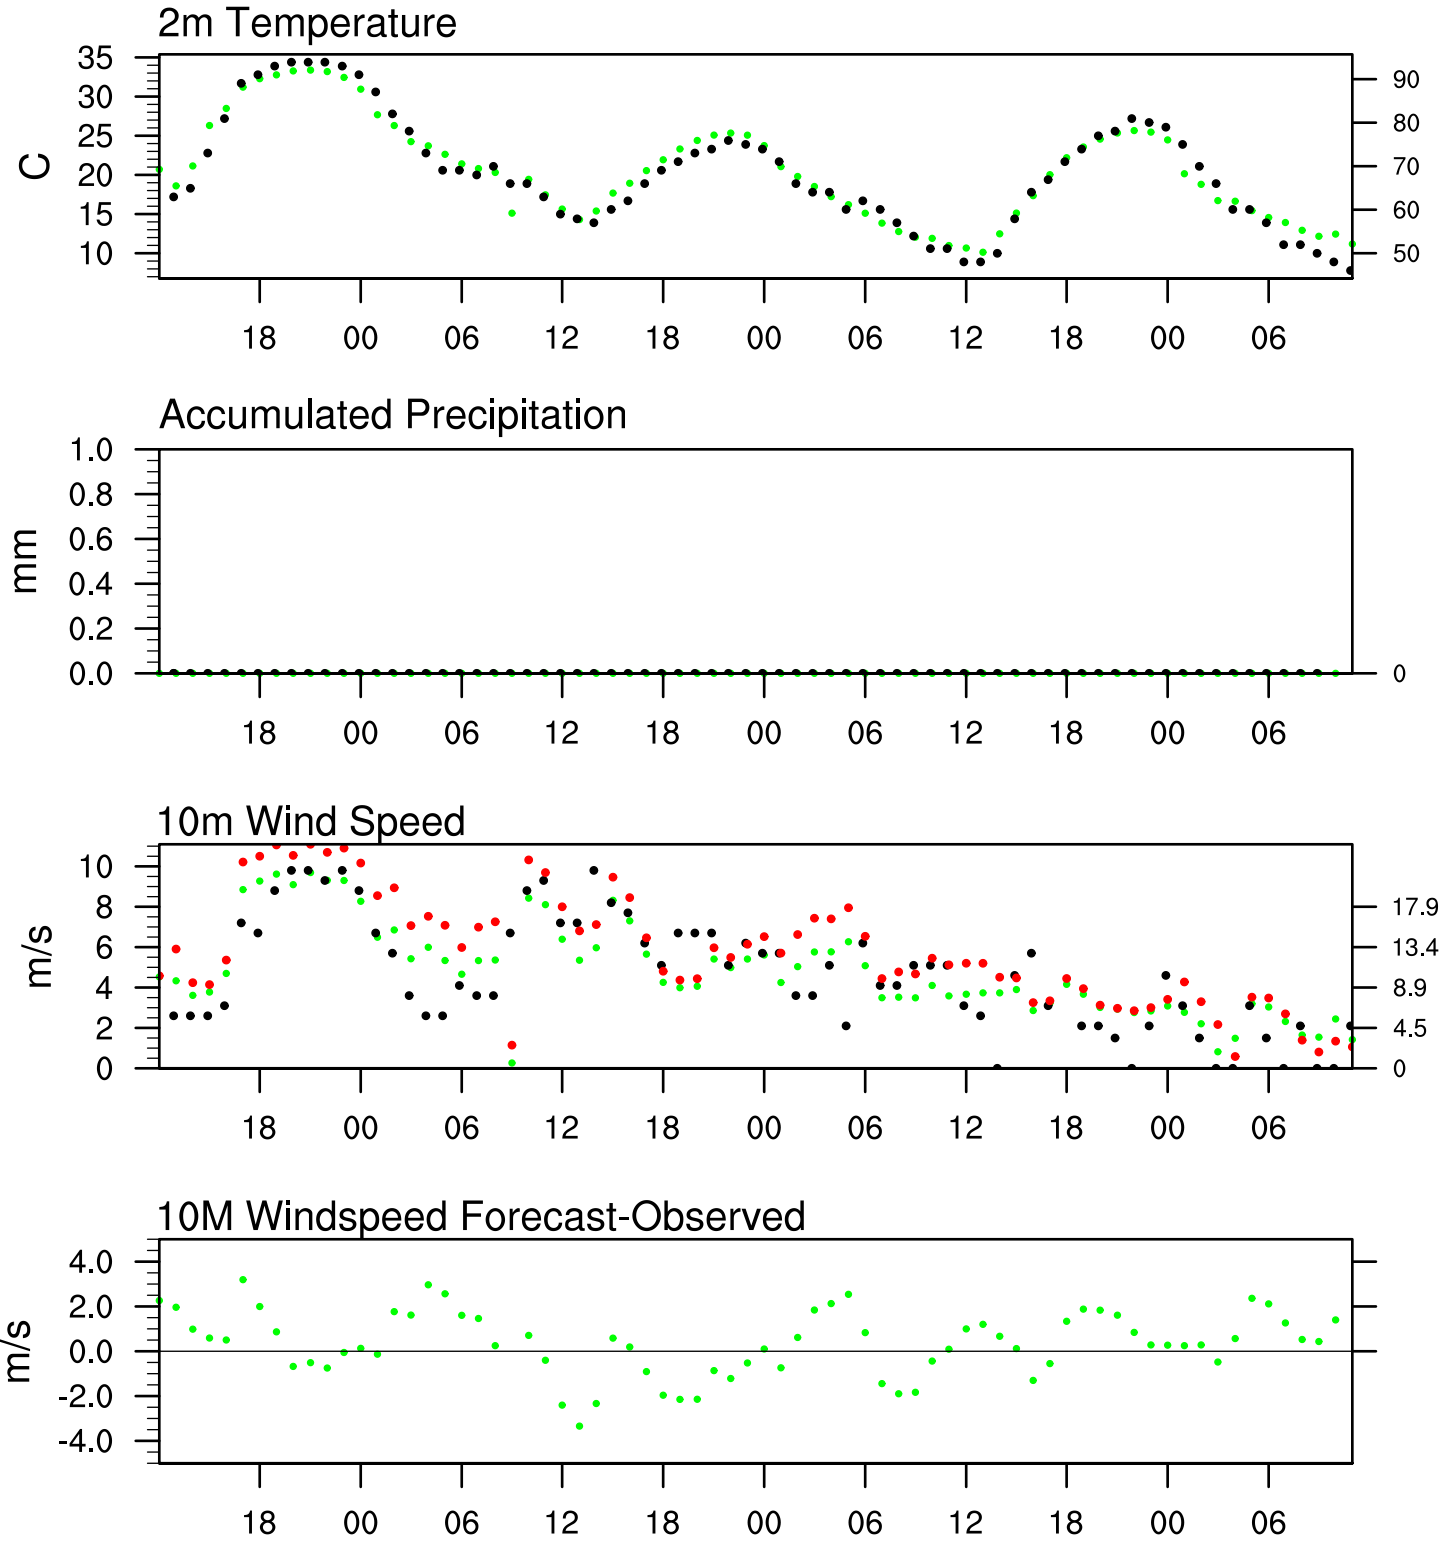 2m Temperature
35
30
25
20
15
10
C
90
80
70
60
50
18 00 06 12 18 00 06 12 18 00 06
Accumulated Precipitation
1.0
0.8
0.6
0.4
0.2
0.0
mm
0
18 00 06 12 18 00 06 12 18 00 06
10m Wind Speed
10
8
6
4
2
0
m/s
17.9
13.4
8.9
4.5
0
18 00 06 12 18 00 06 12 18 00 06
10M Windspeed Forecast-Observed
4.0
2.0
0.0
-2.0
-4.0
m/s
18 00 06 12 18 00 06 12 18 00 06